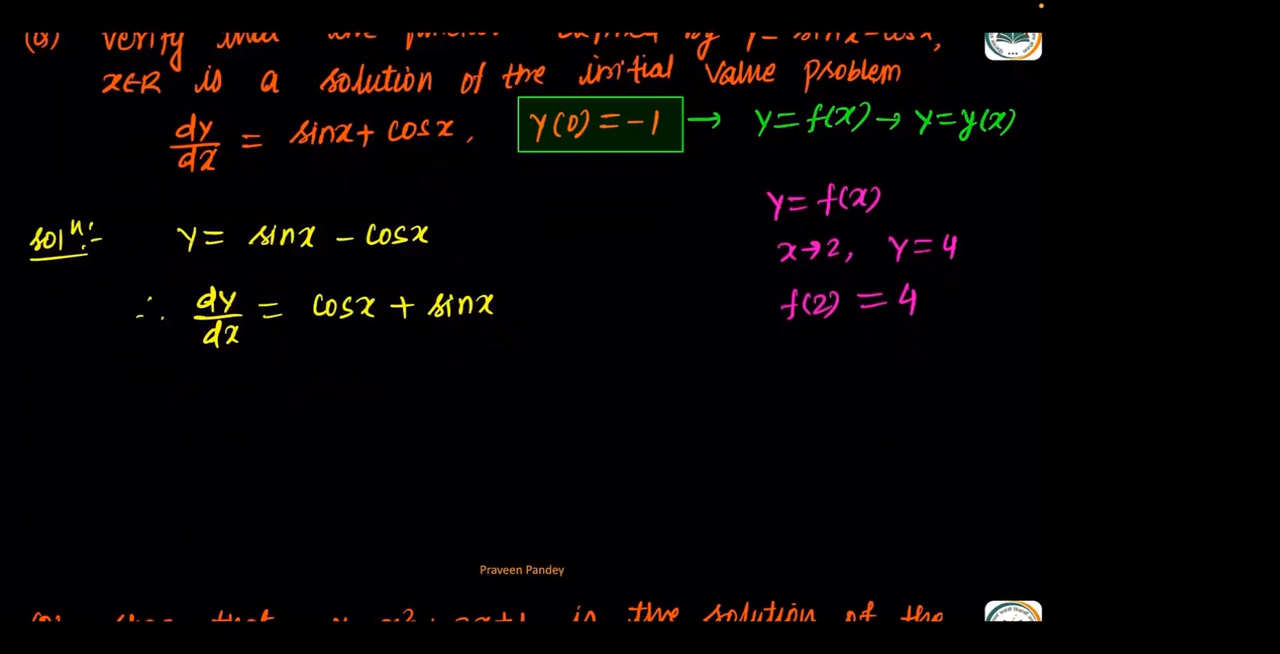 (Q) Verify that the function defined by y = sinx - cosx,
x∈R is a solution of the initial value problem
dy/dx = sinx + cosx, y(0) = -1 → y = f(x) → y = y(x)
y = f(x)
Solⁿ:- y = sinx - cosx
x→2, y = 4
∴ dy/dx = cosx + sinx
f(2) = 4
Praveen Pandey
that is the solution of the